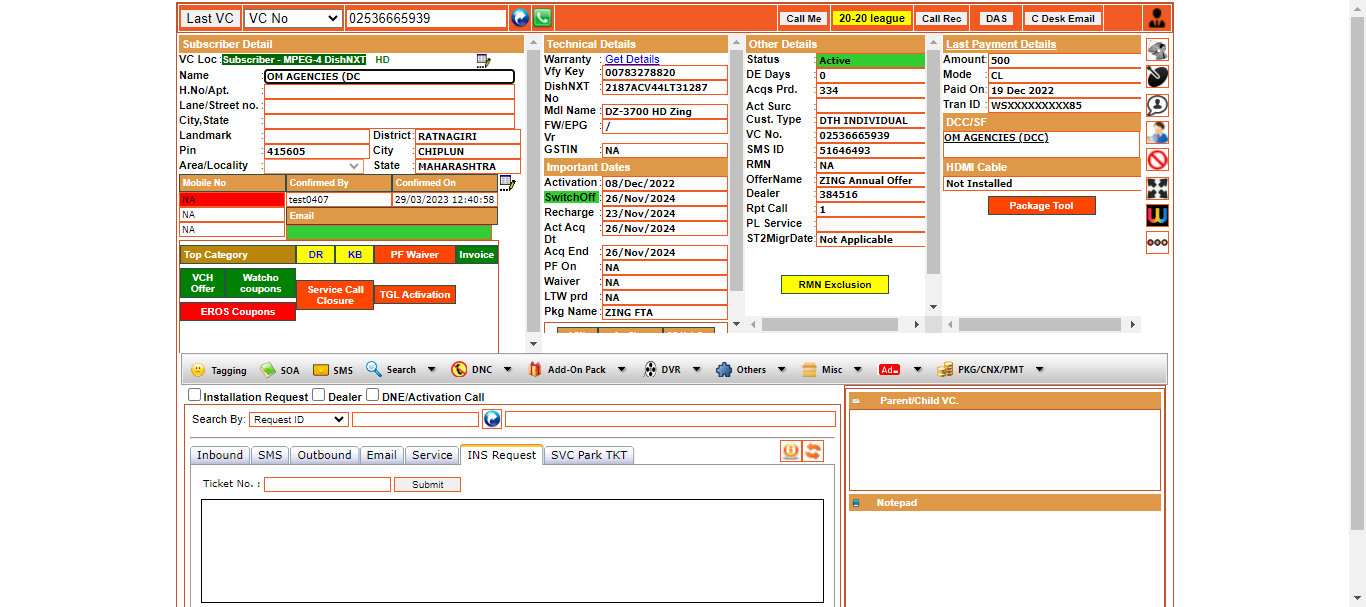 Last VC VC No 02536665939 Call Me 20-20 league Call Rec DAS C Desk Email
Subscriber Detail
VC Loc : Subscriber - MPEG-4 DishNXT HD
Name : OM AGENCIES (DC
H.No/Apt. :
Lane/Street no. :
City,State :
Landmark : District : RATNAGIRI
Pin : 415605 City : CHIPLUN
Area/Locality : State : MAHARASHTRA
Mobile No Confirmed By Confirmed On
NA test0407 29/03/2023 12:40:58
NA Email
NA
Top Category DR KB PF Waiver Invoice
VCH Offer Watcho coupons Service Call Closure TGL Activation
EROS Coupons
Technical Details
Warranty : Get Details
Vfy Key : 00783278820
DishNXT No : 2187ACV44LT31287
Mdl Name : DZ-3700 HD Zing
FW/EPG Vr : /
GSTIN : NA
Important Dates
Activation : 08/Dec/2022
SwitchOff : 26/Nov/2024
Recharge : 23/Nov/2024
Act Acq Dt : 26/Nov/2024
Acq End : 26/Nov/2024
PF On : NA
Waiver : NA
LTW prd : NA
Pkg Name : ZING FTA
Other Details
Status : Active
DE Days : 0
Acqs Prd. : 334
Act Surc :
Cust. Type : DTH INDIVIDUAL
VC No. : 02536665939
SMS ID : 51646493
RMN : NA
OfferName : ZING Annual Offer
Dealer : 384516
Rpt Call : 1
PL Service :
ST2MigrDate : Not Applicable
RMN Exclusion
Last Payment Details
Amount : 500
Mode : CL
Paid On : 19 Dec 2022
Tran ID : WSXXXXXXXXX85
DCC/SF
OM AGENCIES (DCC)
HDMI Cable
Not Installed
Package Tool
Tagging SOA SMS Search DNC Add-On Pack DVR Others Misc Ad PKG/CNX/PMT
Installation Request Dealer DNE/Activation Call
Search By: Request ID
Inbound SMS Outbound Email Service INS Request SVC Park TKT
Ticket No. : Submit
Parent/Child VC.
Notepad